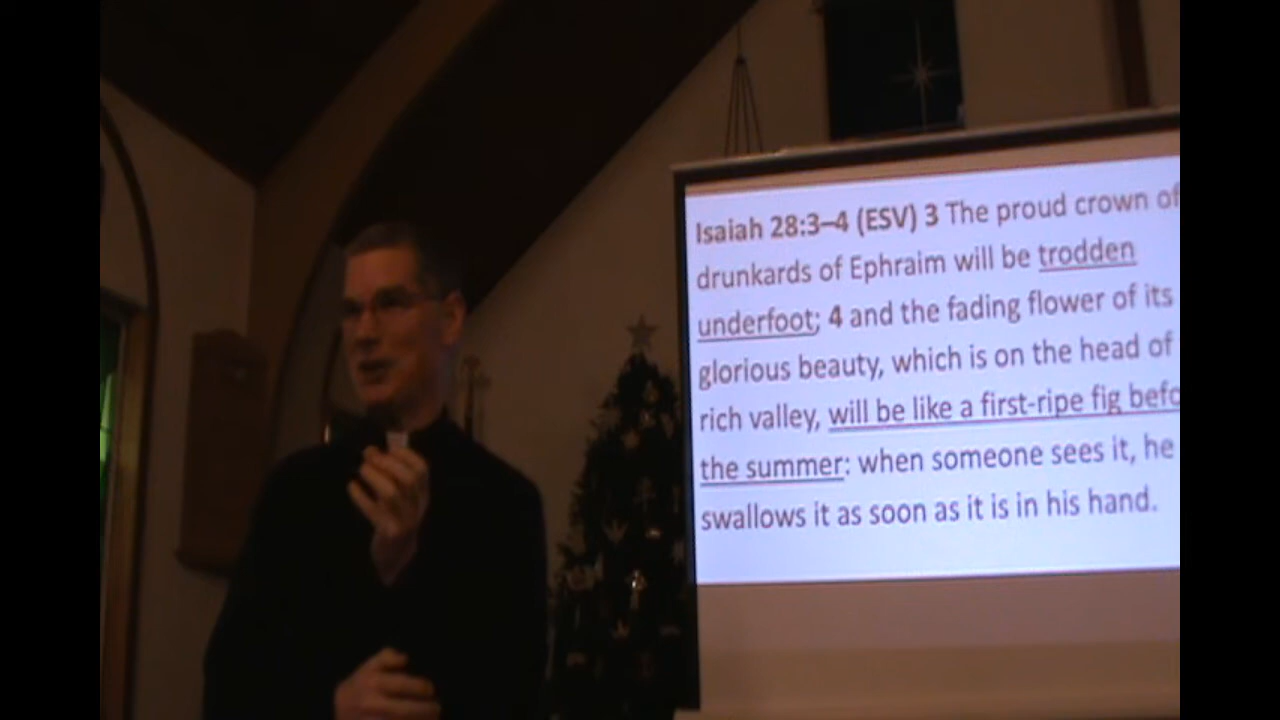 Isaiah 28:3–4 (ESV) 3 The proud crown of
drunkards of Ephraim will be trodden
underfoot; 4 and the fading flower of its
glorious beauty, which is on the head of
rich valley, will be like a first-ripe fig befo
the summer: when someone sees it, he
swallows it as soon as it is in his hand.